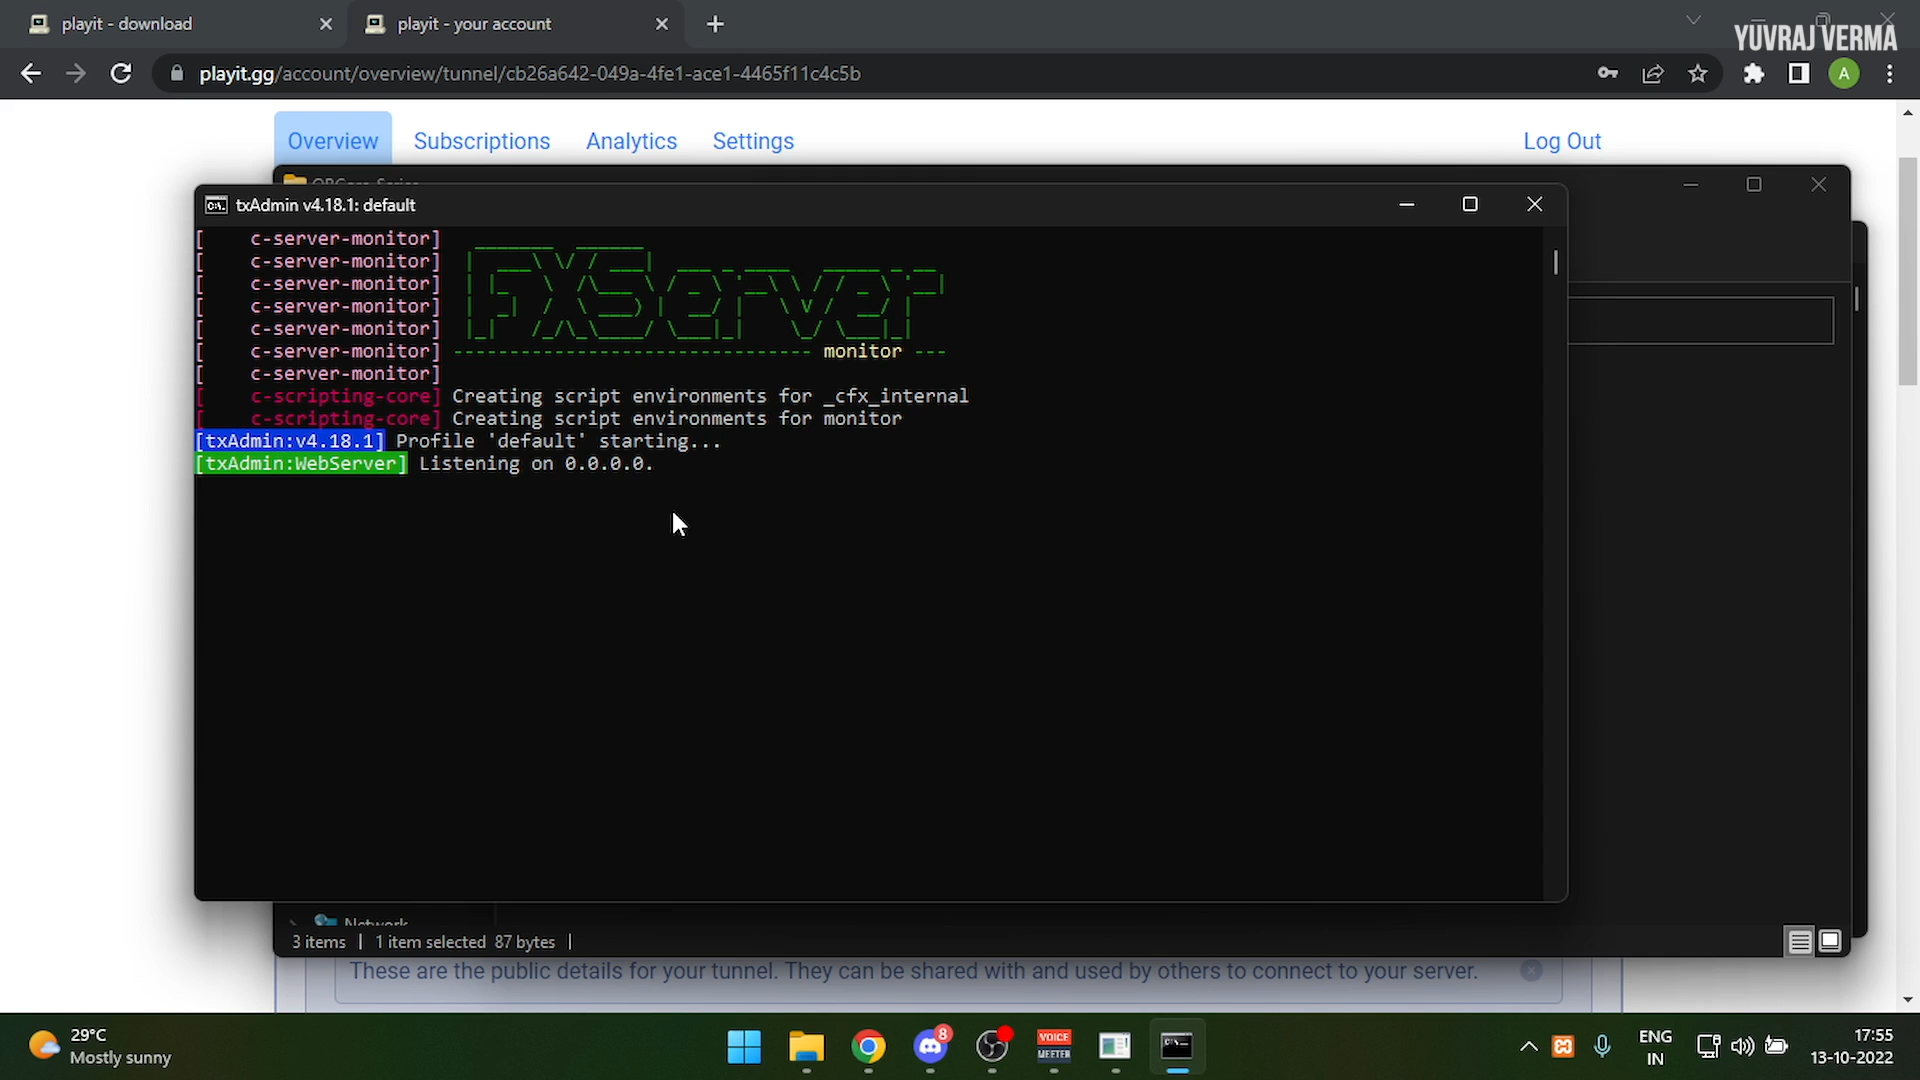 playit - download
playit - your account
YUVRAJ VERMA
playit.gg/account/overview/tunnel/cb26a642-049a-4fe1-ace1-4465f11c4c5b
A
Overview
Subscriptions
Analytics
Settings
Log Out
txAdmin v4.18.1: default
[    c-server-monitor]
[    c-server-monitor]
[    c-server-monitor]
[    c-server-monitor]
[    c-server-monitor]
FXServer
[    c-server-monitor] -------------------------------- monitor ---
[    c-server-monitor]
[    c-scripting-core] Creating script environments for _cfx_internal
[    c-scripting-core] Creating script environments for monitor
[txAdmin:v4.18.1] Profile 'default' starting...
[txAdmin:WebServer] Listening on 0.0.0.0.
Network
3 items | 1 item selected 87 bytes |
These are the public details for your tunnel. They can be shared with and used by others to connect to your server.
29°C
Mostly sunny
8
VOICE
MEETER
ENG
IN
17:55
13-10-2022